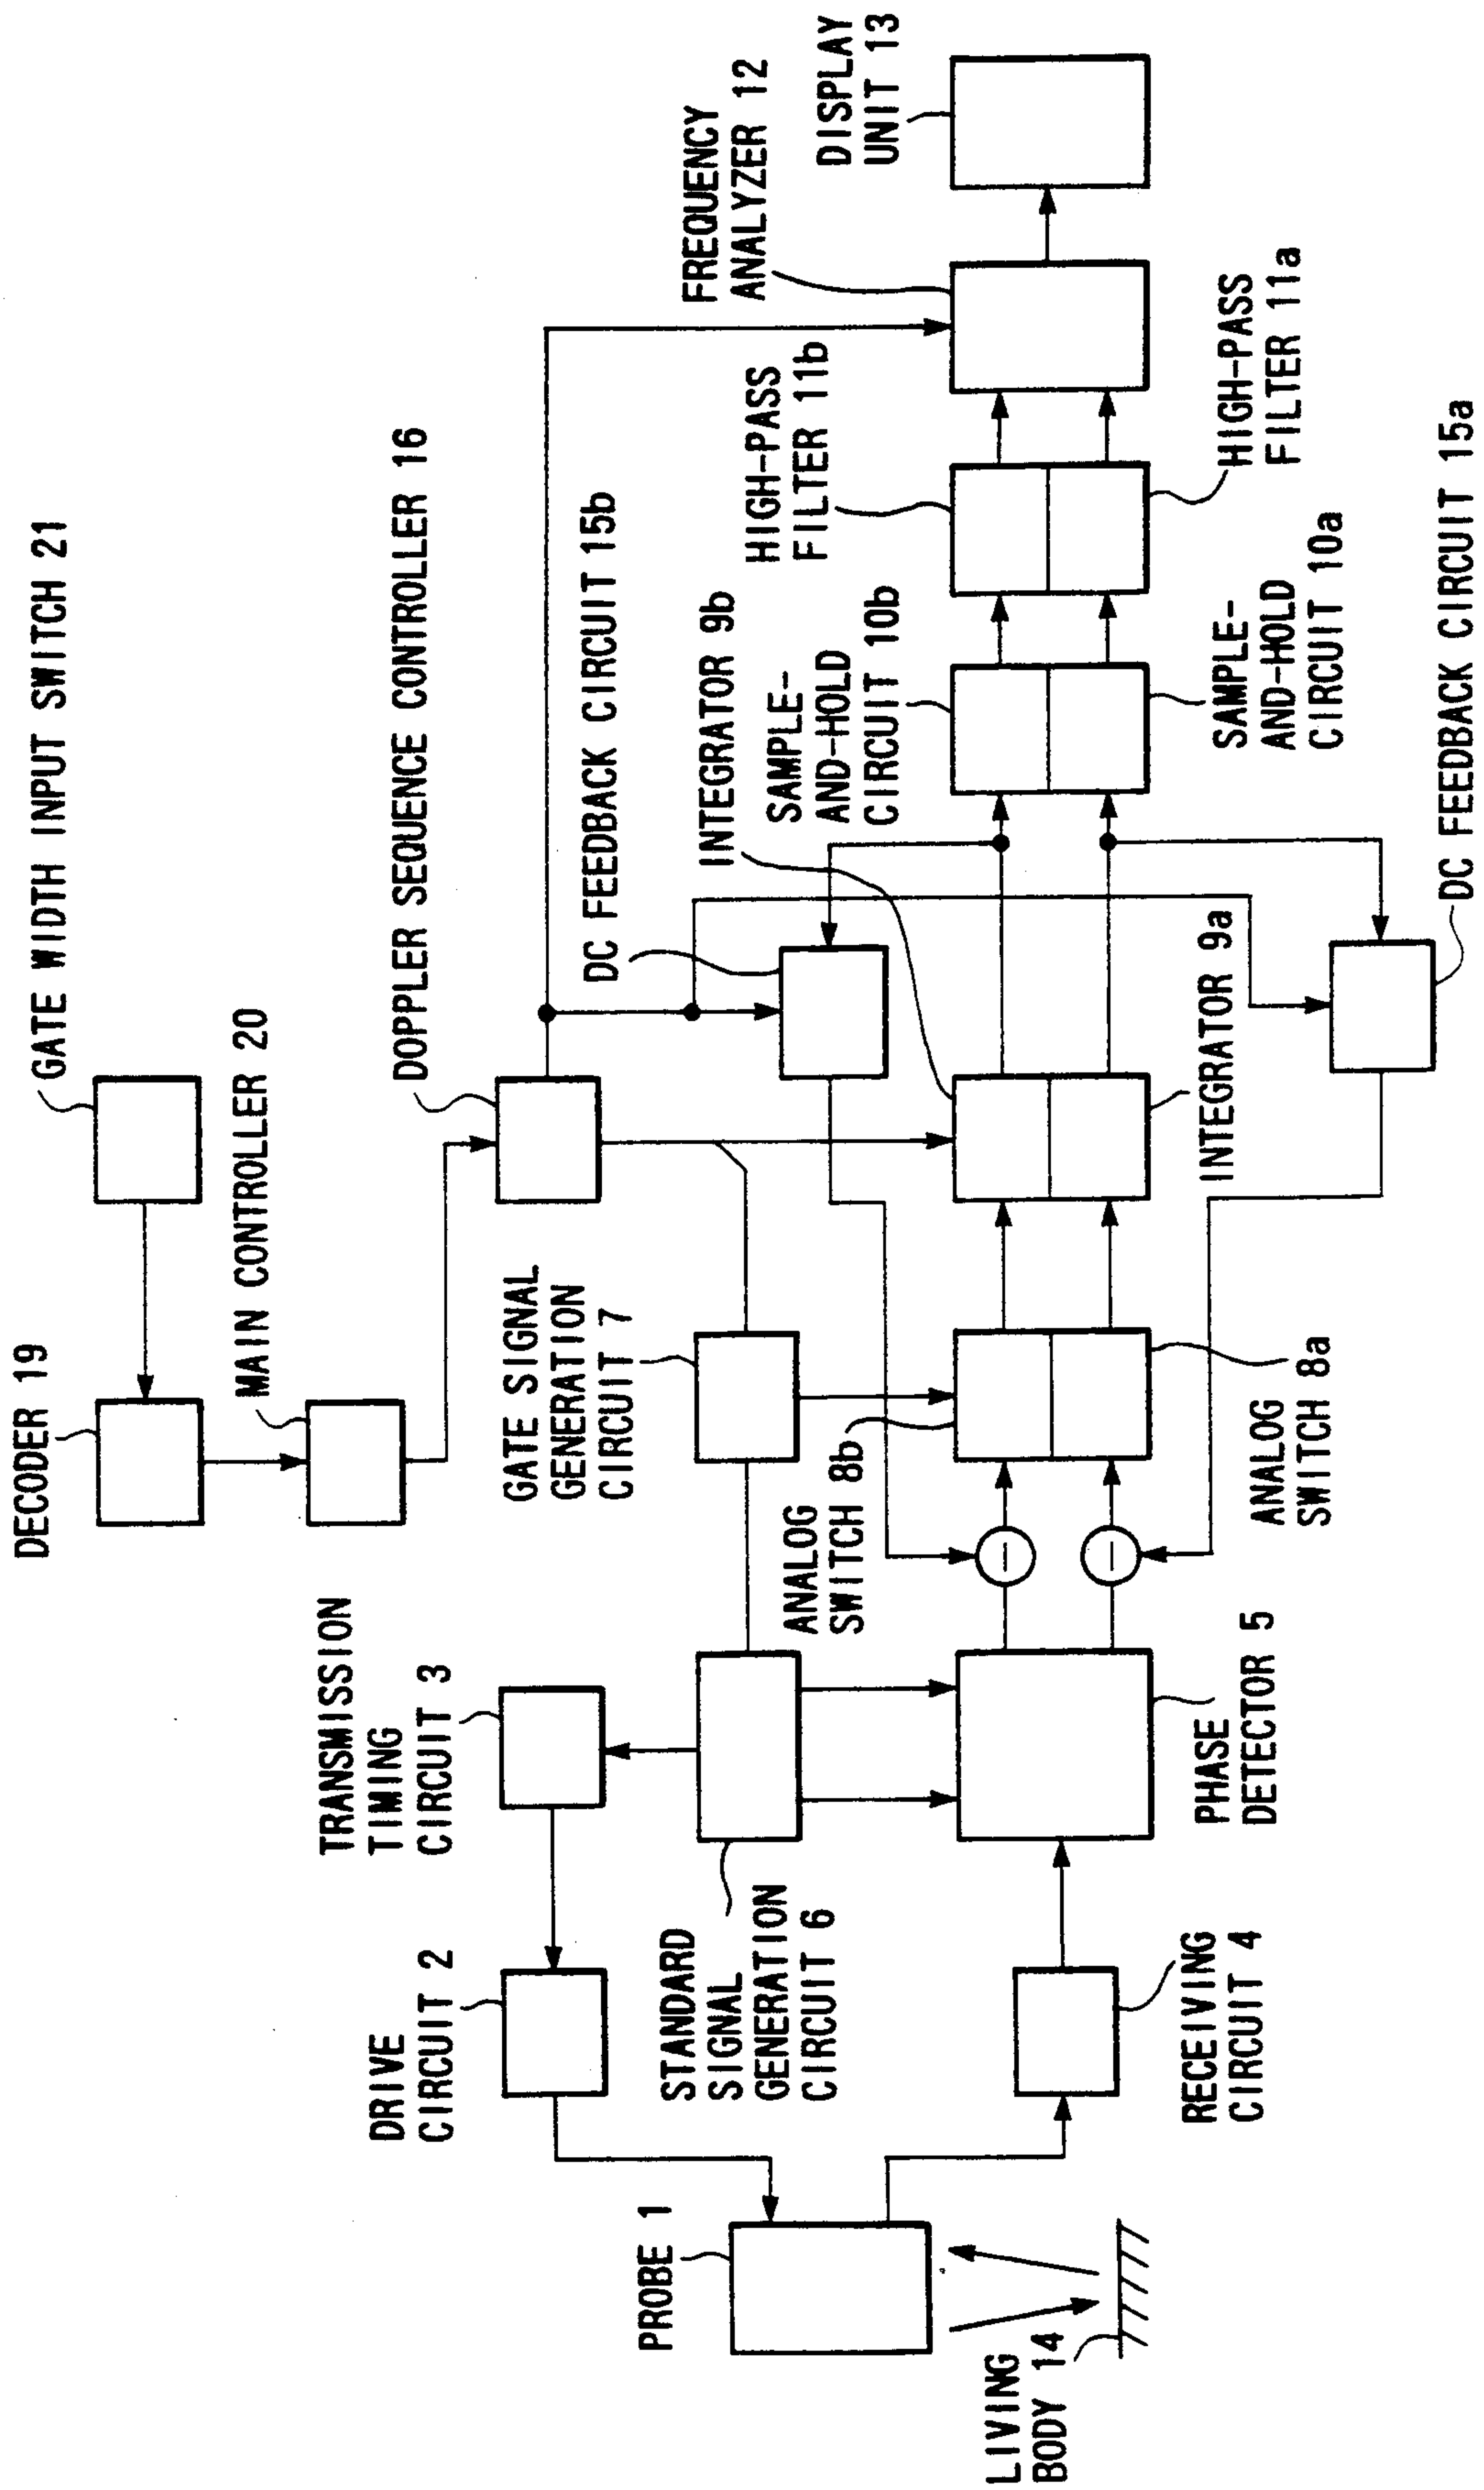 DECODER 19
GATE WIDTH INPUT SWITCH 21
MAIN CONTROLLER 20
TRANSMISSION
TIMING
CIRCUIT 3
DRIVE
CIRCUIT 2
DOPPLER SEQUENCE CONTROLLER 16
GATE SIGNAL
GENERATION
CIRCUIT 7
DC FEEDBACK CIRCUIT 15b
PROBE 1
STANDARD
SIGNAL
GENERATION
CIRCUIT 6
FREQUENCY
ANALYZER 12
INTEGRATOR 9b
HIGH-PASS
FILTER 11b
SAMPLE-
AND-HOLD
CIRCUIT 10b
ANALOG
SWITCH 8b
DISPLAY
UNIT 13
LIVING
BODY 14
RECEIVING
CIRCUIT 4
PHASE
DETECTOR 5
ANALOG
SWITCH 8a
INTEGRATOR 9a
SAMPLE-
AND-HOLD
CIRCUIT 10a
HIGH-PASS
FILTER 11a
DC FEEDBACK CIRCUIT 15a